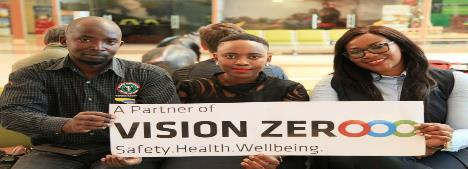 A Partner of
VISION ZERO
Safety.Health.Wellbeing.